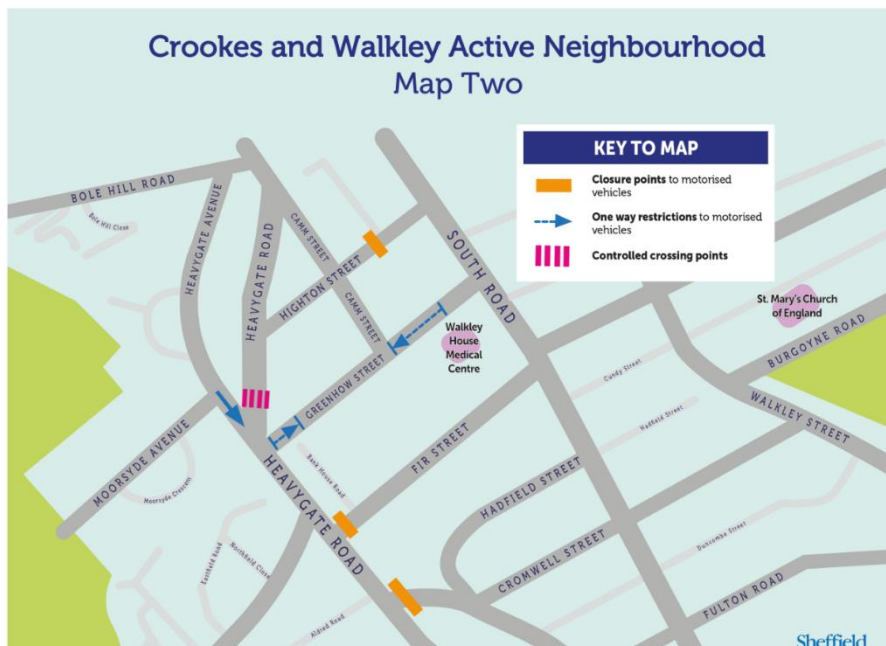 Crookes and Walkley Active Neighbourhood
Map Two
KEY TO MAP
Closure points to motorised
vehicles
One way restrictions to motorised
vehicles
Controlled crossing points
BOLE HILL ROAD
Bole Hill Close
HEAVYGATE AVENUE
HEAVYGATE ROAD
CAMM STREET
HIGHTON STREET
CAMM STREET
SOUTH ROAD
St. Mary's Church
of England
Walkley
House
Medical
Centre
BURGOYNE ROAD
GREENHOW STREET
Cundy Street
WALKLEY STREET
MOORSYDE AVENUE
Moorsyde Crescent
FIR STREET
Hadfield Street
Bank House Road
HEAVYGATE ROAD
HADFIELD STREET
Northfield Close
Eastfield Road
CROMWELL STREET
Duncombe Street
FULTON ROAD
Aldred Road
Sheffield